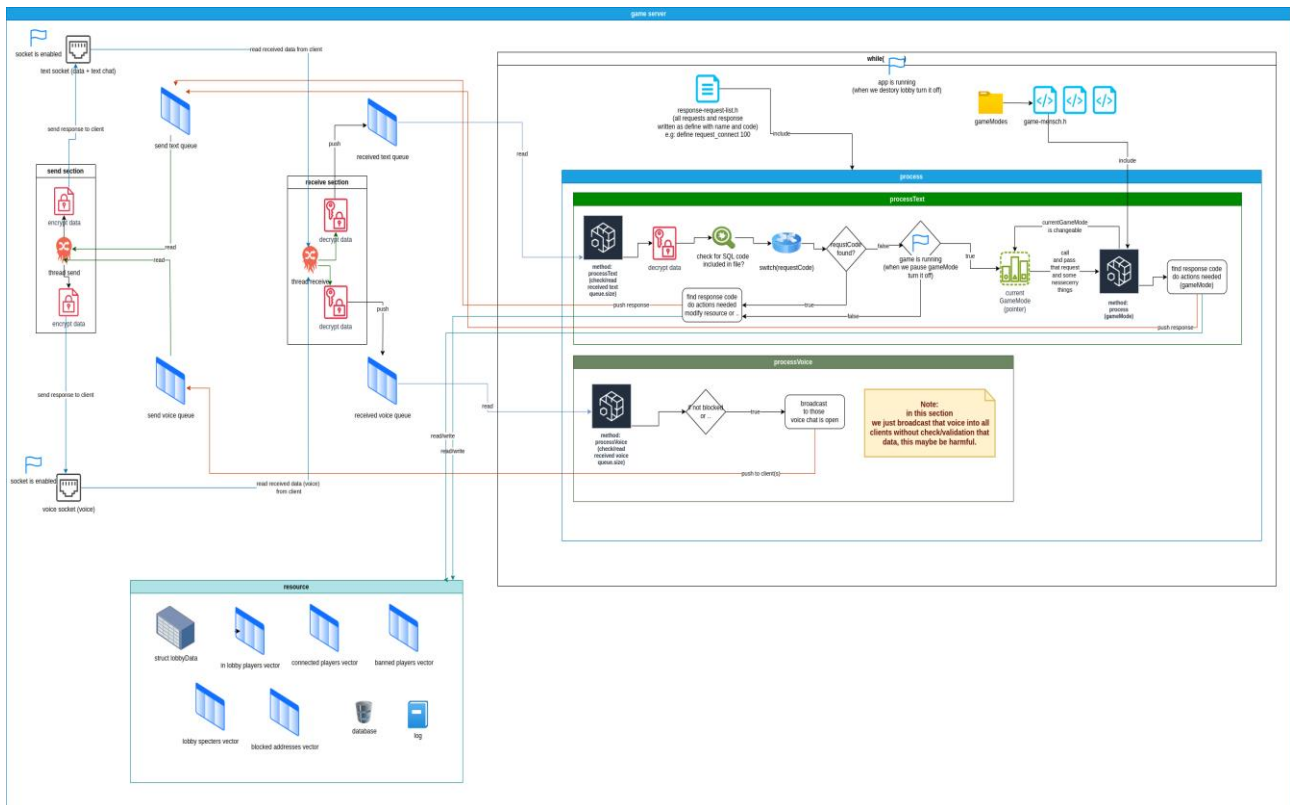 game server
socket is enabled
text socket (data + text chat)
read received data from client
send response to client
send text queue
received text queue
push
read
send section
encrypt data
thread send
encrypt data
read
read
receive section
decrypt data
thread receive
decrypt data
push
send voice queue
received voice queue
read
send response to client
socket is enabled
voice socket (voice)
read received data (voice)
from client
while(
app is running
(when we destory lobby turn it off)
response-request-list.h
(all requests and response
written as define with name and code)
e.g: define request_connect 100
include
gameModes
game-mensch.h
include
process
processText
method:
processText
(check/read
received text
queue.size)
decrypt data
check for SQL code
included in file?
switch(requestCode)
requstCode
found?
false
game is running
(when we pause gameMode
turn it off)
true
current
GameMode
(pointer)
currentGameMode
is changeable
call
and pass
that request
and some
nessecerry
things
method:
process
(gameMode)
find response code
do actions needed
(gameMode)
push response
true
false
find response code
do actions needed
modify resource or ..
push response
processVoice
method:
processVoice
(check/read
received voice
queue.size)
if not blocked
or ..
true
broadcast
to those
voice chat is open
push to client(s)
Note:
in this section
we just broadcast that voice into all
clients without check/validation that
data, this maybe be harmful.
read/write
read/write
resource
struct lobbyData
in lobby players vector
connected players vector
banned players vector
lobby specters vector
blocked addresses vector
database
log